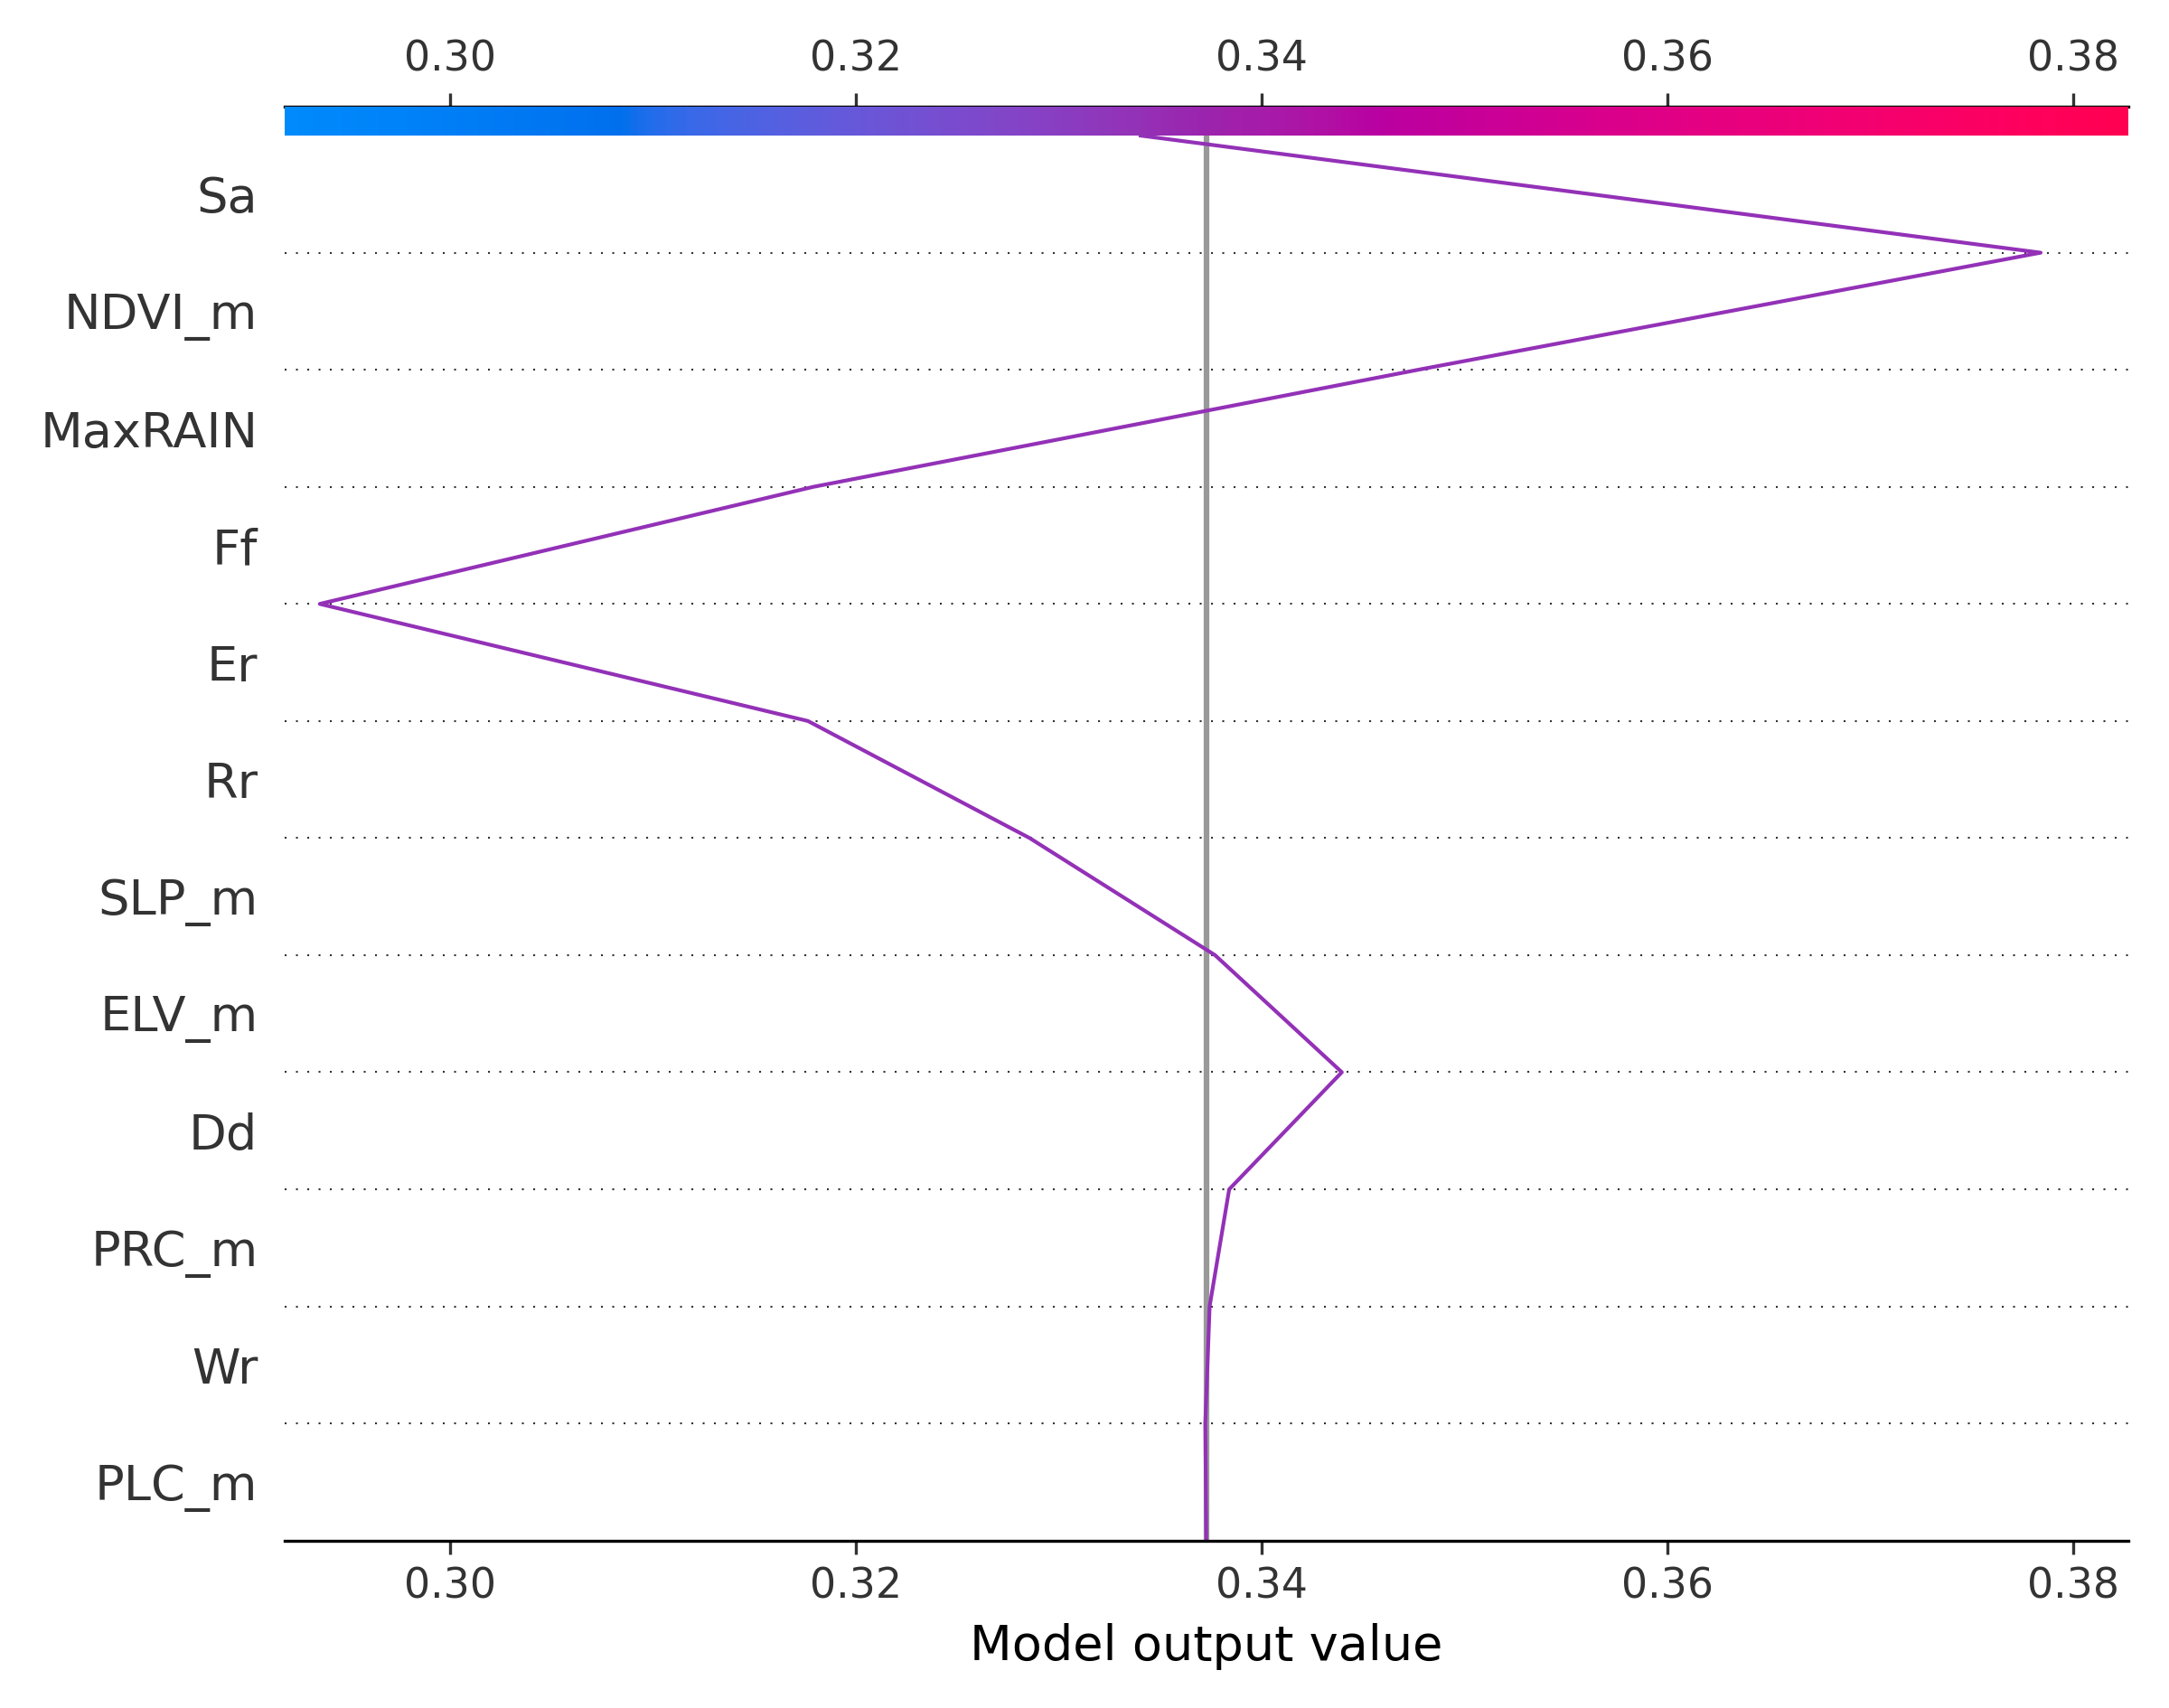 0.30 0.32 0.34 0.36 0.38
Sa
NDVI_m
MaxRAIN
Ff
Er
Rr
SLP_m
ELV_m
Dd
PRC_m
Wr
PLC_m
0.30 0.32 0.34 0.36 0.38
Model output value